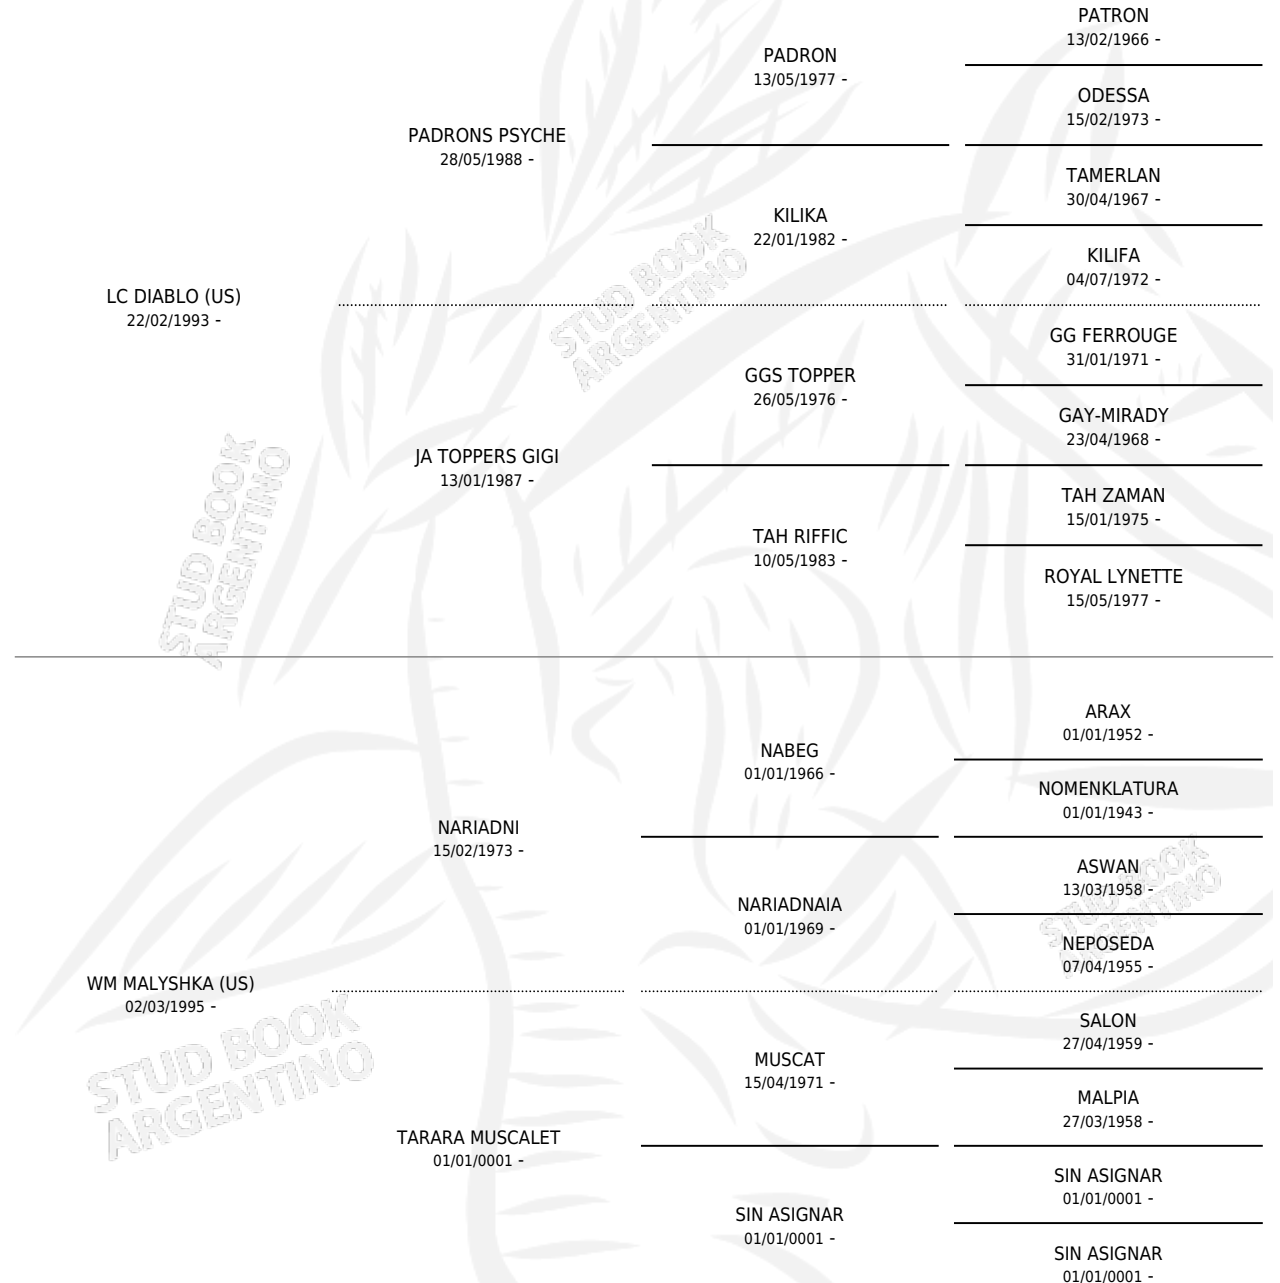 PATRON
13/02/1966 -
PADRON
13/05/1977 -
ODESSA
15/02/1973 -
PADRONS PSYCHE
28/05/1988 -
TAMERLAN
30/04/1967 -
KILIKA
22/01/1982 -
KILIFA
04/07/1972 -
LC DIABLO (US)
22/02/1993 -
GG FERROUGE
31/01/1971 -
GGS TOPPER
26/05/1976 -
GAY-MIRADY
23/04/1968 -
JA TOPPERS GIGI
13/01/1987 -
TAH ZAMAN
15/01/1975 -
TAH RIFFIC
10/05/1983 -
ROYAL LYNETTE
15/05/1977 -
ARAX
01/01/1952 -
NABEG
01/01/1966 -
NOMENKLATURA
01/01/1943 -
NARIADNI
15/02/1973 -
ASWAN
13/03/1958 -
NARIADNAIA
01/01/1969 -
NEPOSEDA
07/04/1955 -
WM MALYSHKA (US)
02/03/1995 -
SALON
27/04/1959 -
MUSCAT
15/04/1971 -
MALPIA
27/03/1958 -
TARARA MUSCALET
01/01/0001 -
SIN ASIGNAR
01/01/0001 -
SIN ASIGNAR
01/01/0001 -
SIN ASIGNAR
01/01/0001 -
STUD BOOK
ARGENTINO
STUD BOOK
ARGENTINO
STUD BOOK
ARGENTINO
STUD BOOK
ARGENTINO